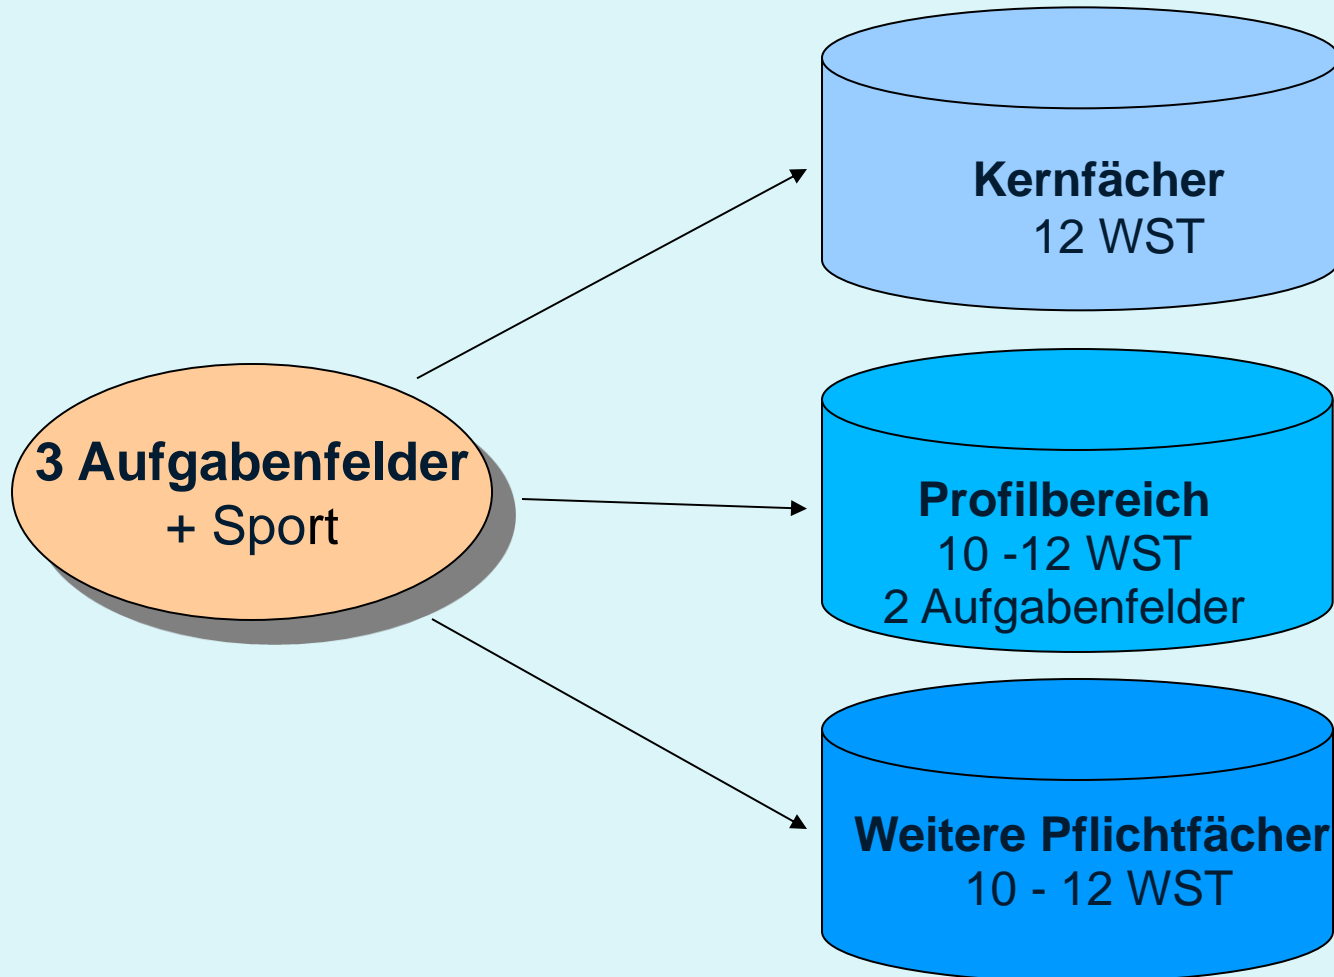 Kernfächer
12 WST
3 Aufgabenfelder
+ Sport
Profilbereich
10 -12 WST
2 Aufgabenfelder
Weitere Pflichtfächer
10 - 12 WST